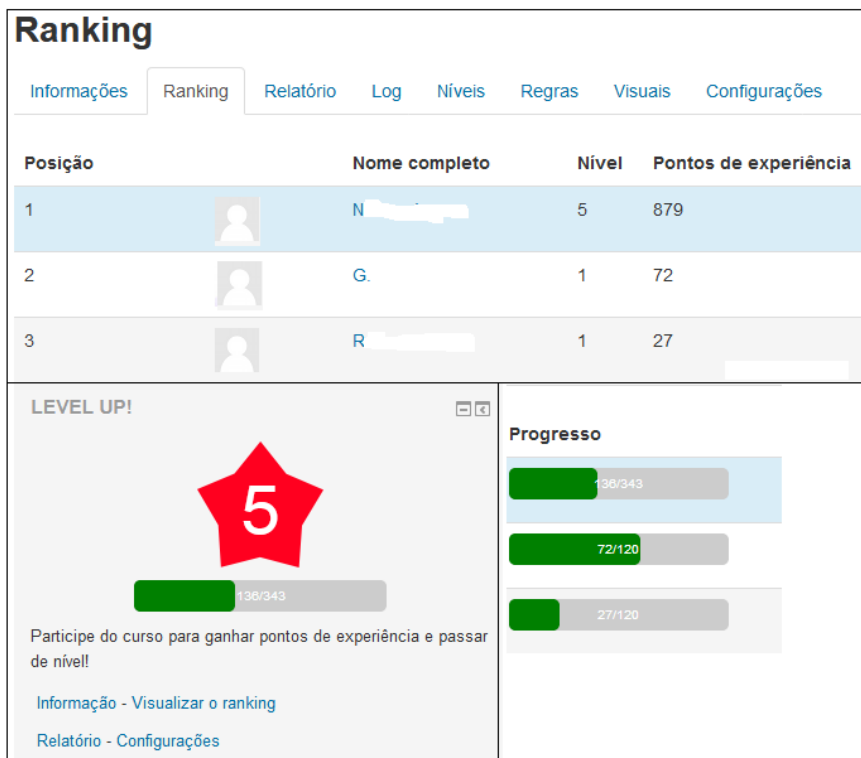 Ranking
Informações Ranking Relatório Log Níveis Regras Visuais Configurações
Posição Nome completo Nível Pontos de experiência
1 N 5 879
2 G. 1 72
3 R 1 27
LEVEL UP!
5
136/343
Participe do curso para ganhar pontos de experiência e passar
de nível!
Informação - Visualizar o ranking
Relatório - Configurações
Progresso
136/343
72/120
27/120